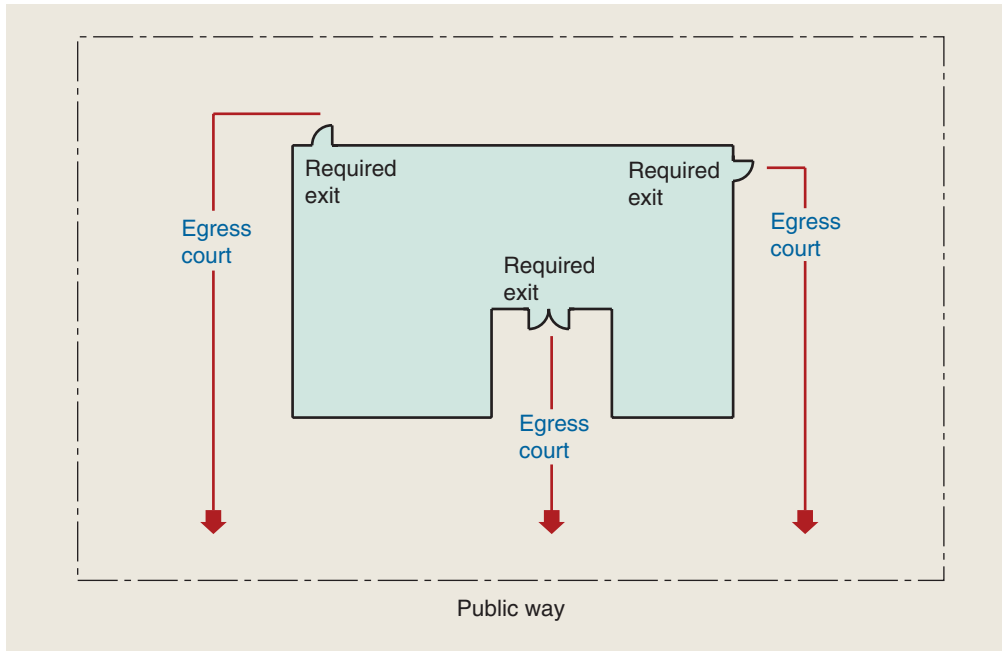 Required
exit
Required
exit
Egress
court
Egress
court
Required
exit
Egress
court
Public way